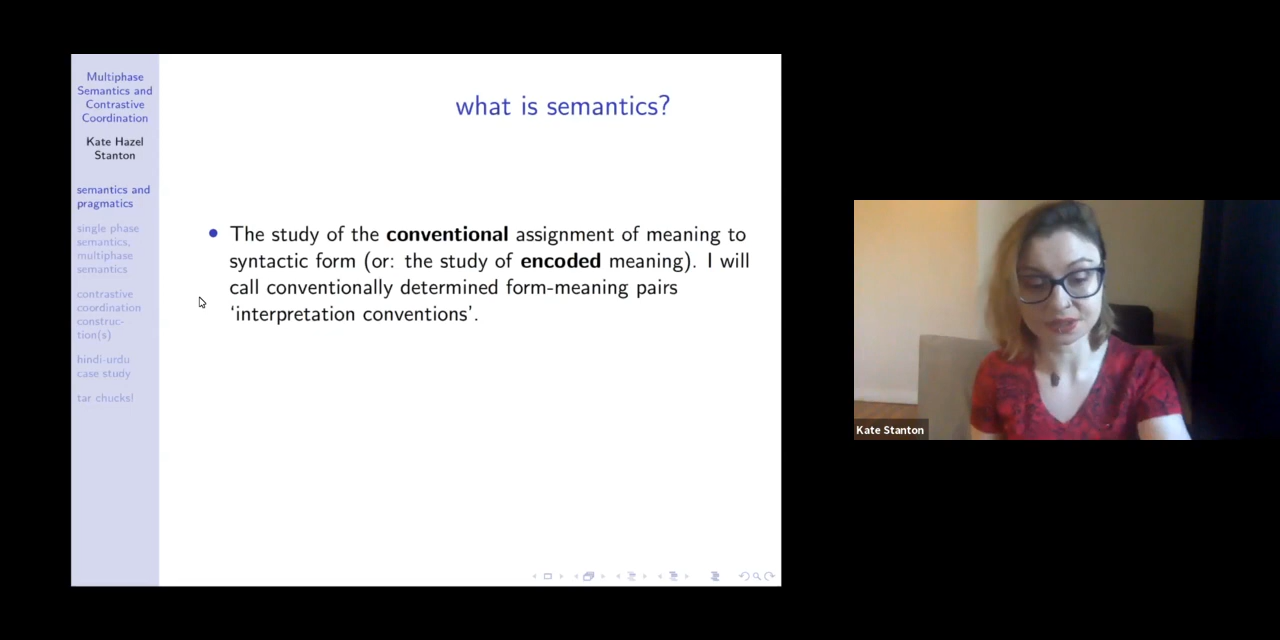 Multiphase
Semantics and
Contrastive
Coordination
Kate Hazel
Stanton
semantics and
pragmatics
single phase
semantics,
multiphase
semantics
contrastive
coordination
construc-
tion(s)
hindi-urdu
case study
tar chucks!
what is semantics?
• The study of the conventional assignment of meaning to
syntactic form (or: the study of encoded meaning). I will
call conventionally determined form-meaning pairs
‘interpretation conventions’.
Kate Stanton